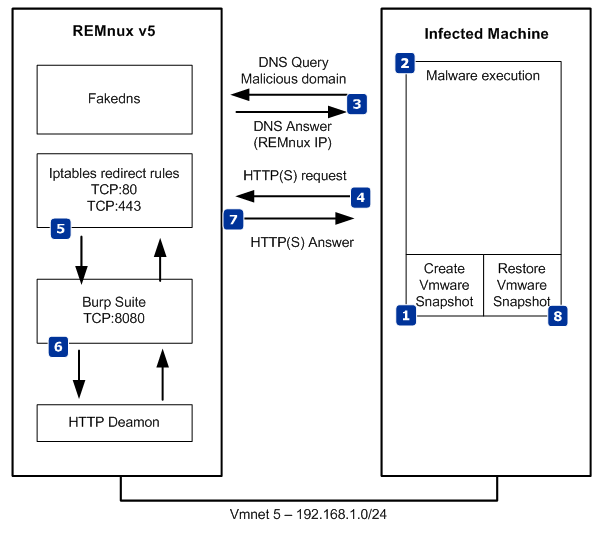 REMnux v5
Infected Machine
Fakedns
DNS Query
Malicious domain
3
DNS Answer
(REMnux IP)
2
Malware execution
Iptables redirect rules
TCP:80
TCP:443
5
HTTP(S) request
4
7
HTTP(S) Answer
Burp Suite
TCP:8080
6
Create
Vmware
Snapshot
1
Restore
Vmware
Snapshot
8
HTTP Deamon
Vmnet 5 – 192.168.1.0/24